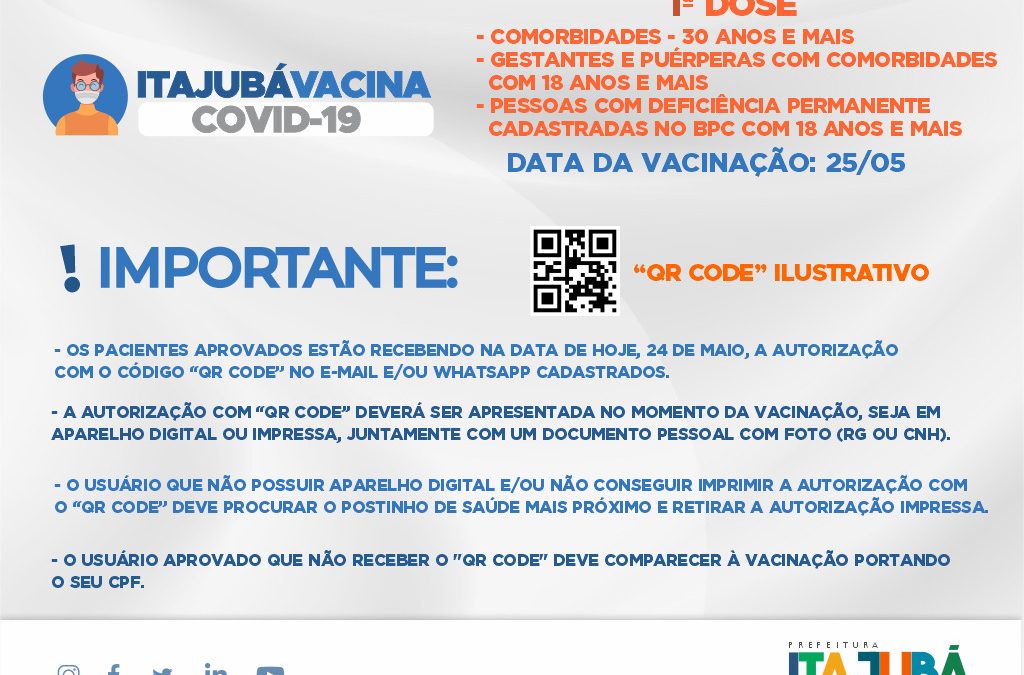 1ª DOSE
- COMORBIDADES - 30 ANOS E MAIS
- GESTANTES E PUÉRPERAS COM COMORBIDADES
COM 18 ANOS E MAIS
- PESSOAS COM DEFICIÊNCIA PERMANENTE
CADASTRADAS NO BPC COM 18 ANOS E MAIS
DATA DA VACINAÇÃO: 25/05
ITAJUBÁVACINA
COVID-19
! IMPORTANTE:
“QR CODE” ILUSTRATIVO
- OS PACIENTES APROVADOS ESTÃO RECEBENDO NA DATA DE HOJE, 24 DE MAIO, A AUTORIZAÇÃO
COM O CÓDIGO “QR CODE” NO E-MAIL E/OU WHATSAPP CADASTRADOS.
- A AUTORIZAÇÃO COM “QR CODE” DEVERÁ SER APRESENTADA NO MOMENTO DA VACINAÇÃO, SEJA EM
APARELHO DIGITAL OU IMPRESSA, JUNTAMENTE COM UM DOCUMENTO PESSOAL COM FOTO (RG OU CNH).
- O USUÁRIO QUE NÃO POSSUIR APARELHO DIGITAL E/OU NÃO CONSEGUIR IMPRIMIR A AUTORIZAÇÃO COM
O “QR CODE” DEVE PROCURAR O POSTINHO DE SAÚDE MAIS PRÓXIMO E RETIRAR A AUTORIZAÇÃO IMPRESSA.
- O USUÁRIO APROVADO QUE NÃO RECEBER O "QR CODE" DEVE COMPARECER À VACINAÇÃO PORTANDO
O SEU CPF.
PREFEITURA
ITAJUBÁ